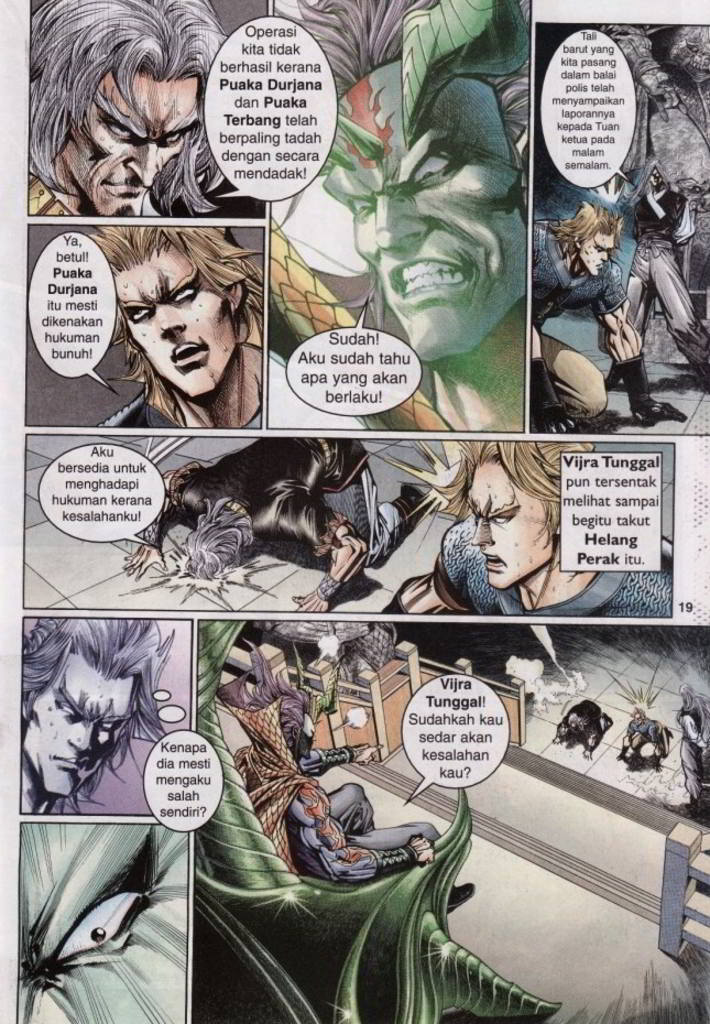 Operasi
kita tidak
berhasil kerana
Puaka Durjana
dan Puaka
Terbang telah
berpaling tadah
dengan secara
mendadak!
Tali
barut yang
kita pasang
dalam balai
polis telah
menyampaikan
laporannya
kepada Tuan
ketua pada
malam
semalam.
Ya,
betul!
Puaka
Durjana
itu mesti
dikenakan
hukuman
bunuh!
Sudah!
Aku sudah tahu
apa yang akan
berlaku!
Aku
bersedia untuk
menghadapi
hukuman kerana
kesalahanku!
Vijra Tunggal
pun tersentak
melihat sampai
begitu takut
Helang
Perak itu.
19
Kenapa
dia mesti
mengaku
salah
sendiri?
Vijra
Tunggal!
Sudahkah kau
sedar akan
kesalahan
kau?